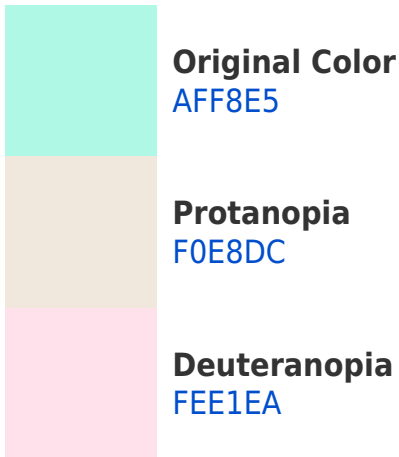 Original Color
AFF8E5
Protanopia
F0E8DC
Deuteranopia
FEE1EA